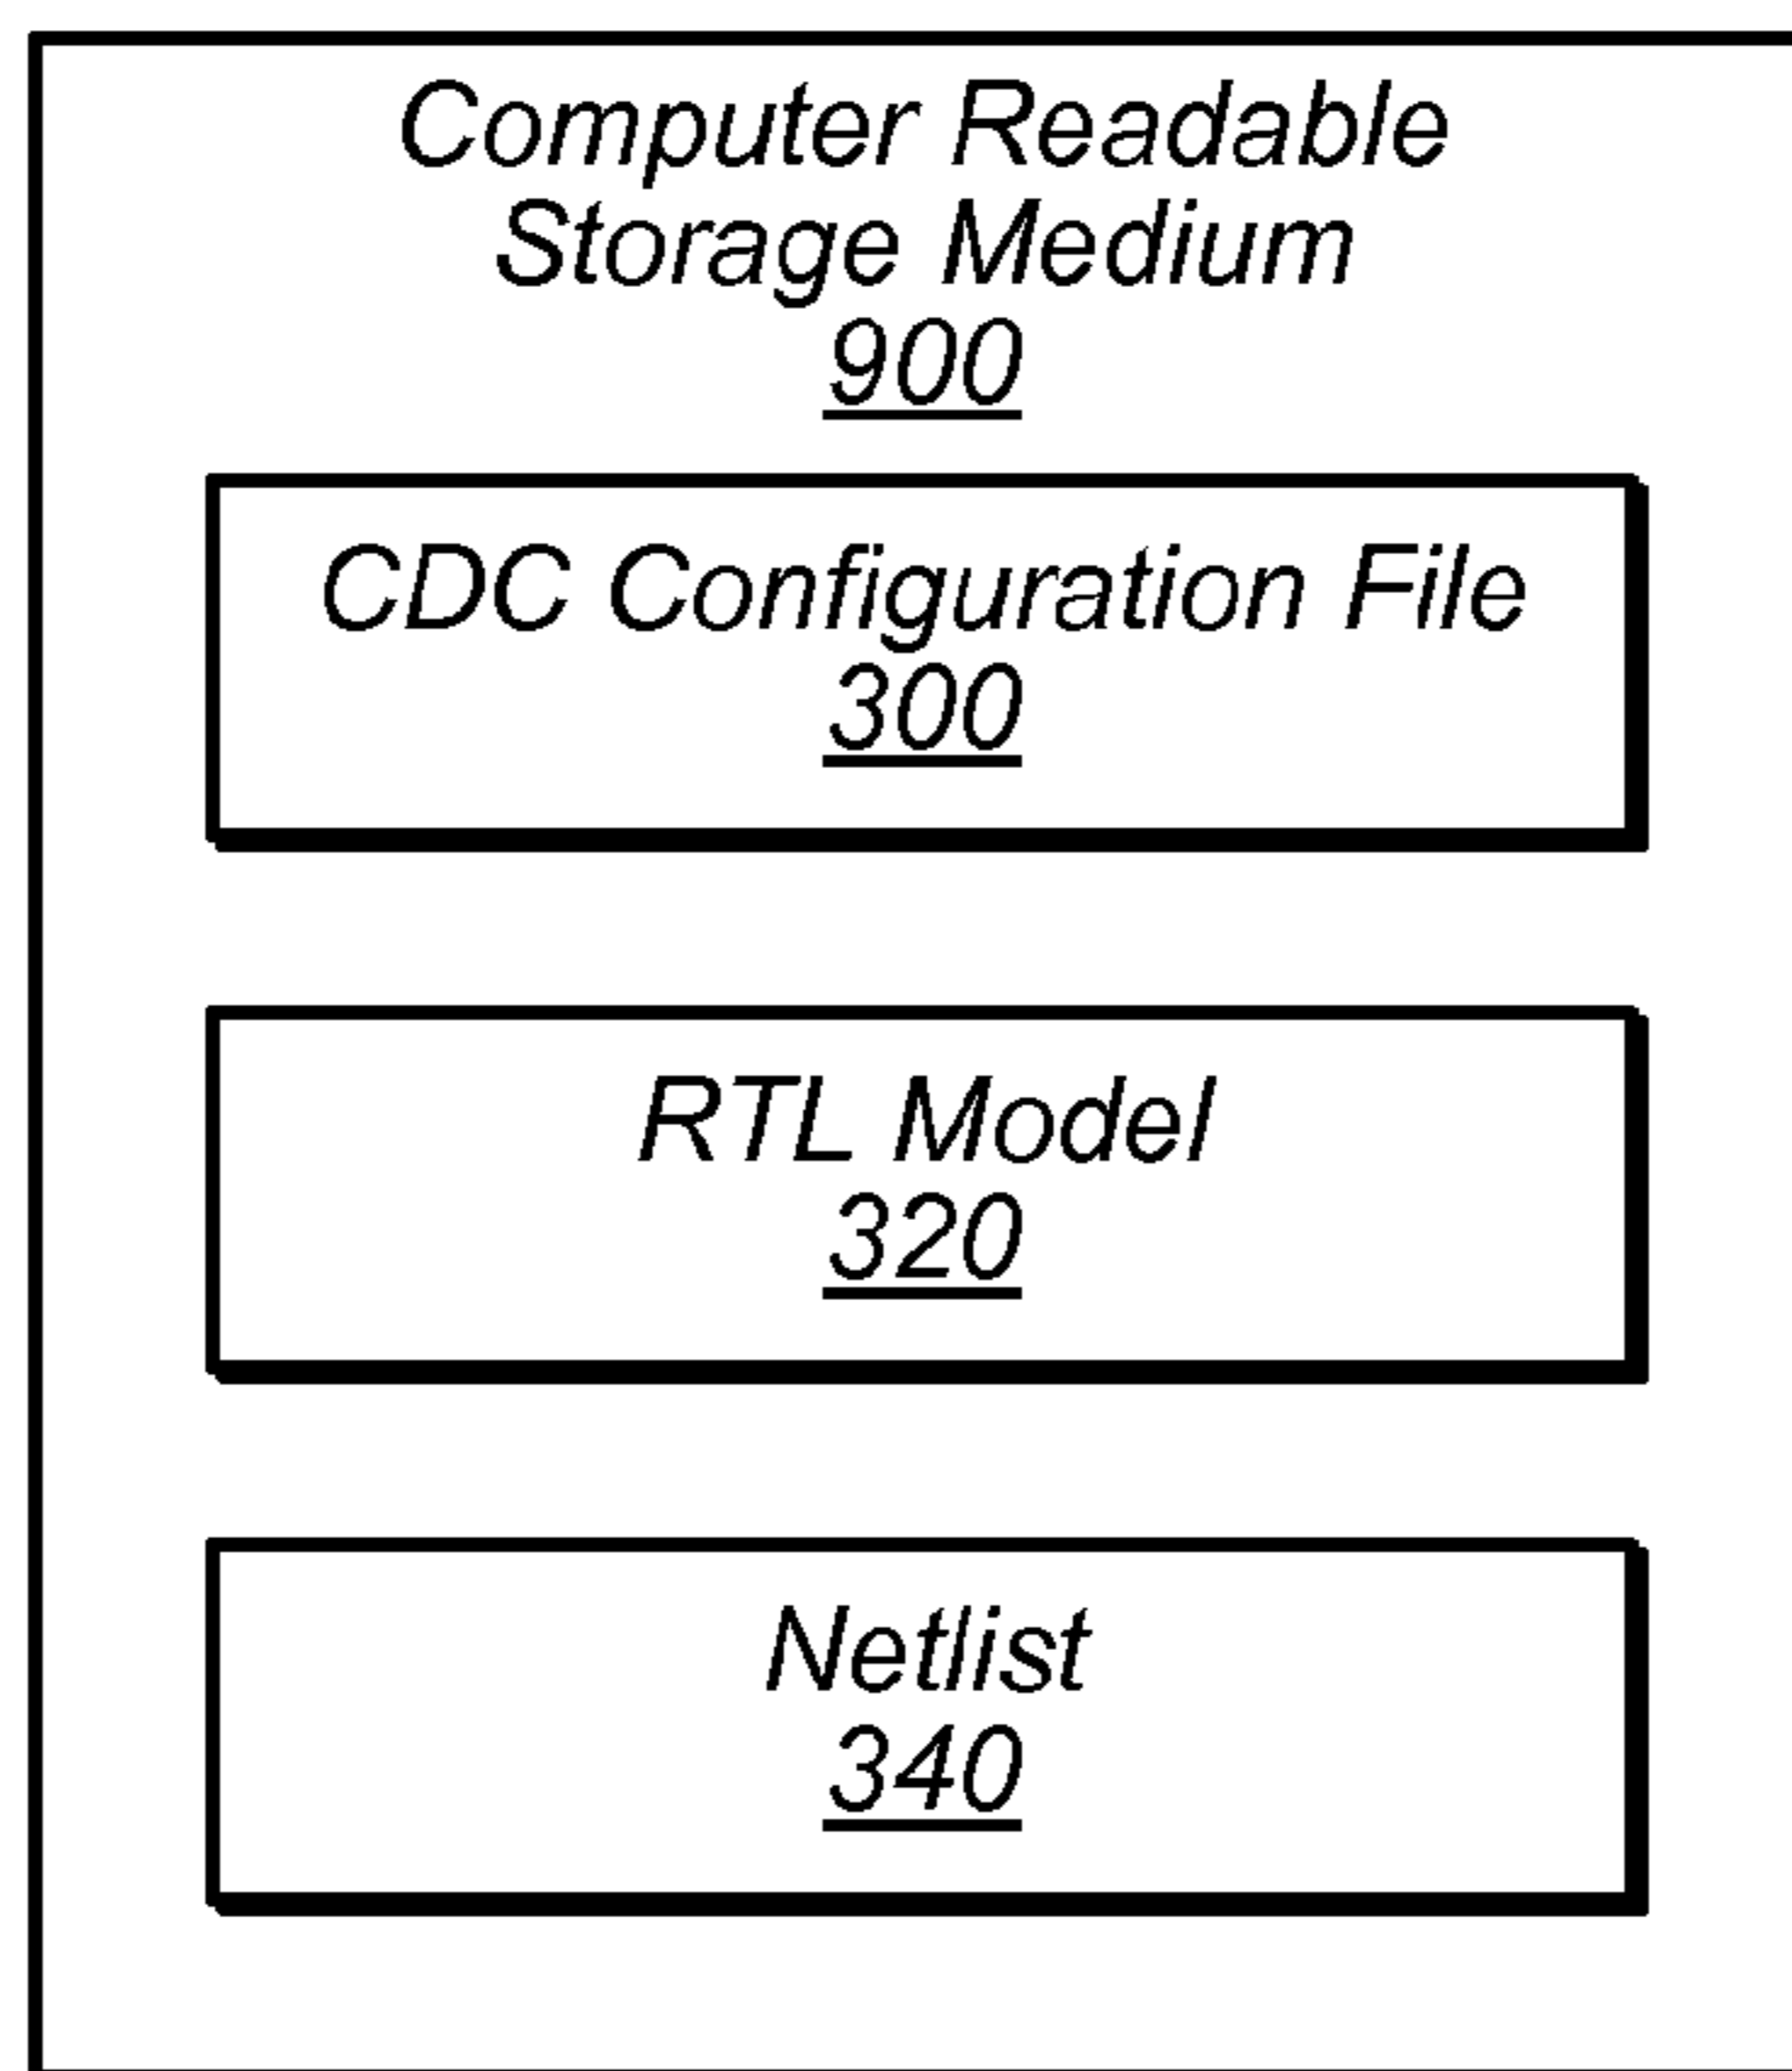 Computer Readable
Storage Medium
900
CDC Configuration File
300
RTL Model
320
Netlist
340